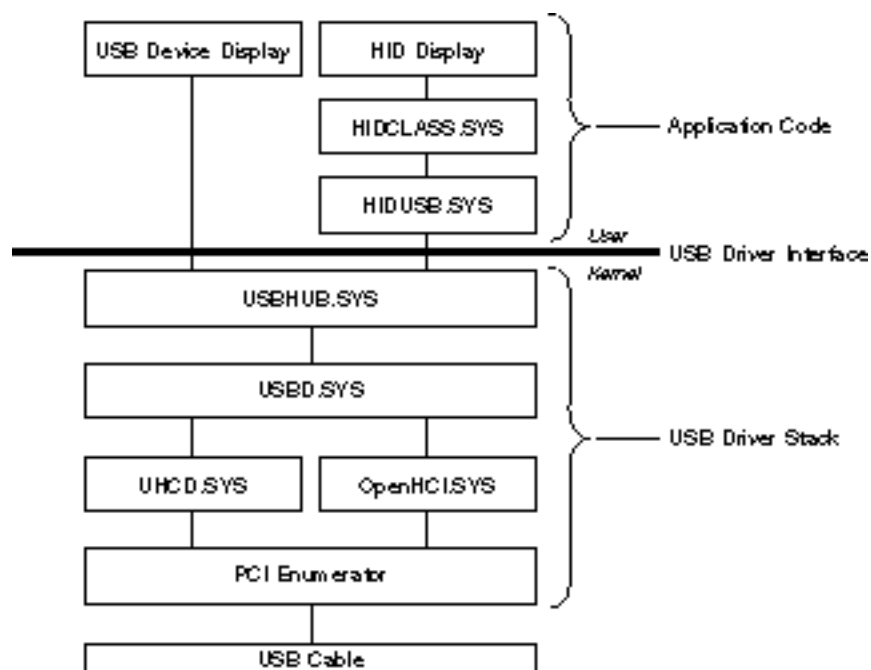 USB Device Display
HID Display
HIDCLASS.SYS
Application Code
HIDUSB.SYS
User
USB Driver Interface
Kernel
USBHUB.SYS
USBD.SYS
USB Driver Stack
UHCD.SYS
OpenHCI.SYS
PCI Enumerator
USB Cable